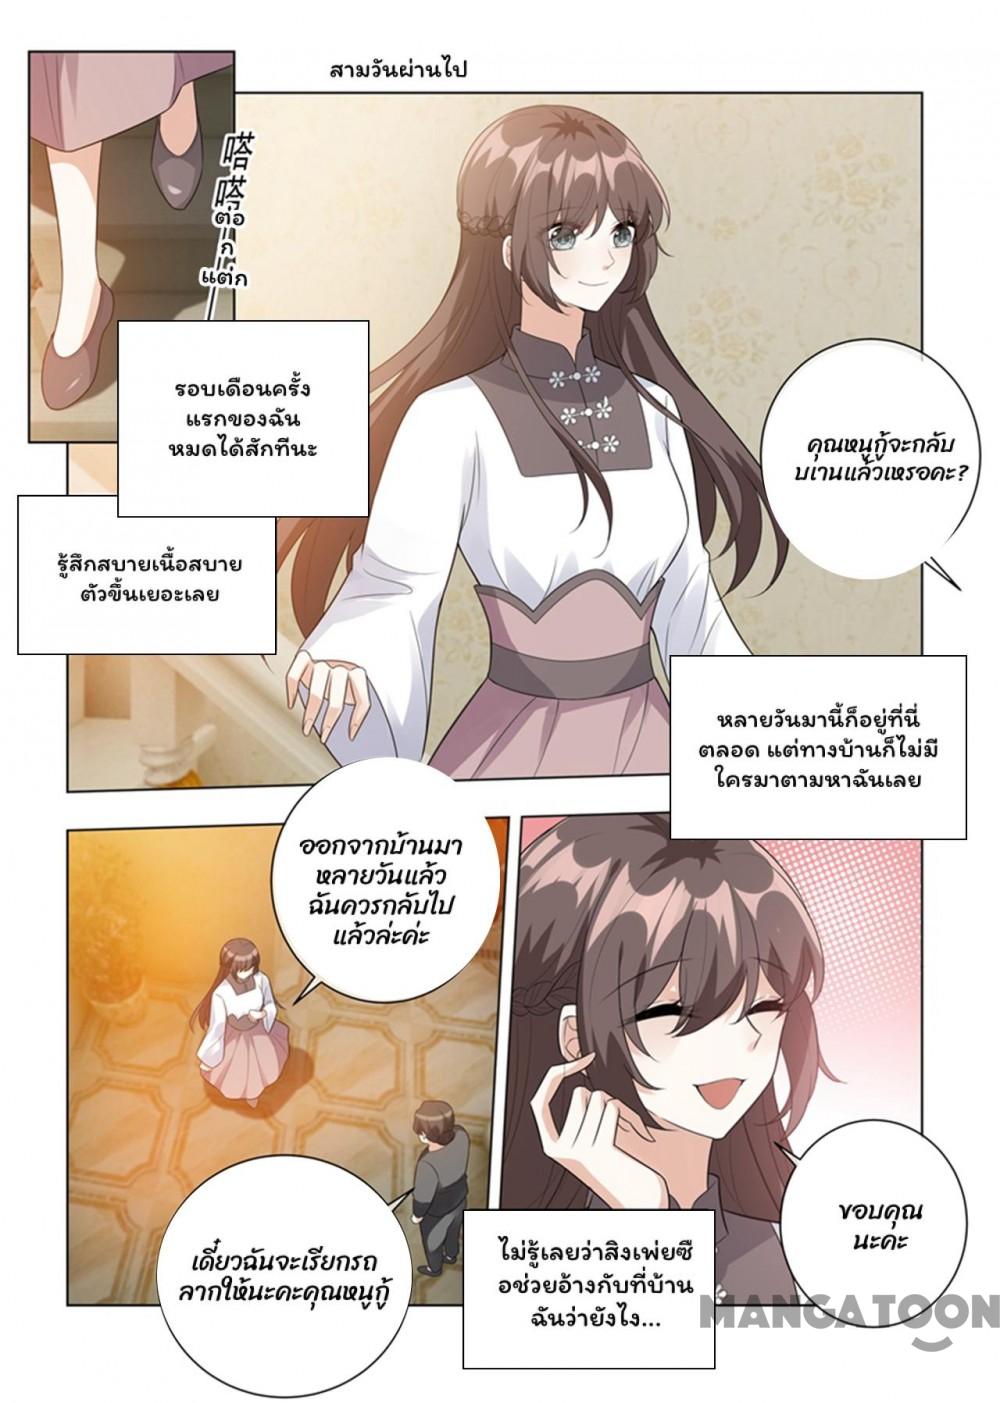 สามวันผ่านไป
嗒
嗒
ต่อ
ก
แต่ก
รอบเดือนครั้ง
แรกของฉัน
หมดได้สักทีนะ
รู้สึกสบายเนื้อสบาย
ตัวขึ้นเยอะเลย
คุณหนูกู้จะกลับ
บเานแล้วเหรอคะ?
หลายวันมานี้ก็อยู่ที่นี่
ตลอด แต่ทางบ้านก็ไม่มี
ใครมาตามหาฉันเลย
ออกจากบ้านมา
หลายวันแล้ว
ฉันควรกลับไป
แล้วล่ะค่ะ
เดี๋ยวฉันจะเรียกรถ
ลากให้นะคะคุณหนูกู้
ขอบคุณ
นะคะ
ไม่รู้เลยว่าสิงเฟ่ยซื
อช่วยอ้างกับที่บ้าน
ฉันว่ายังไง...
MANGATOON